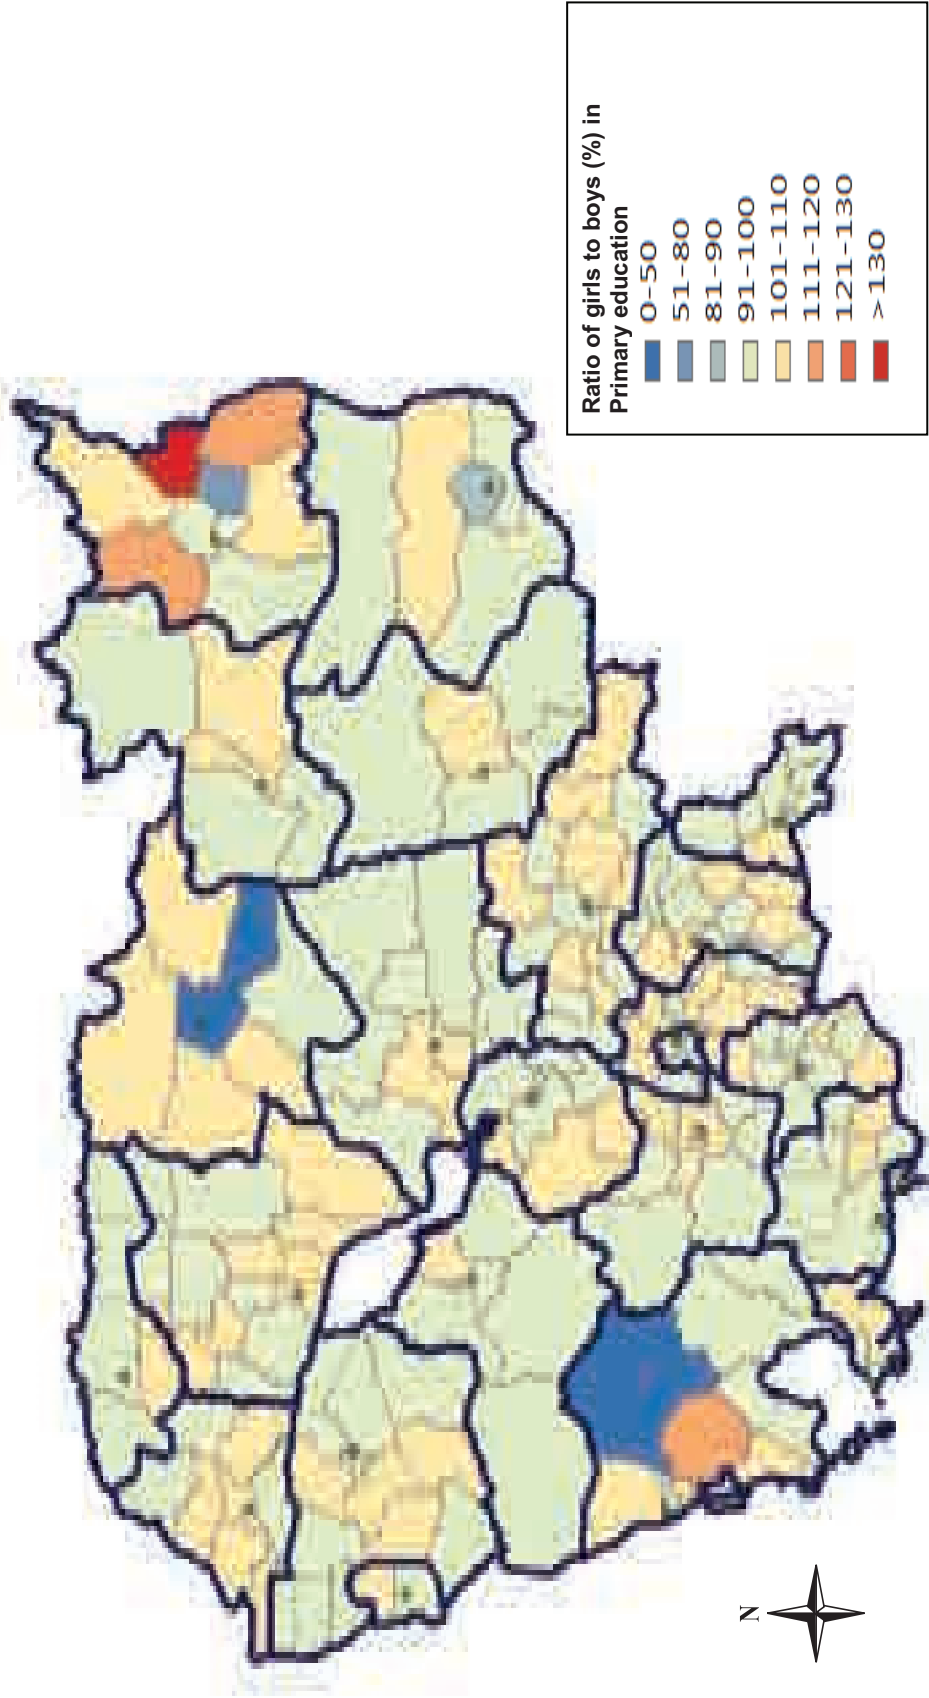 Ratio of girls to boys (%) in
Primary education
0-50
51-80
81-90
91-100
101-110
111-120
121-130
>130
N